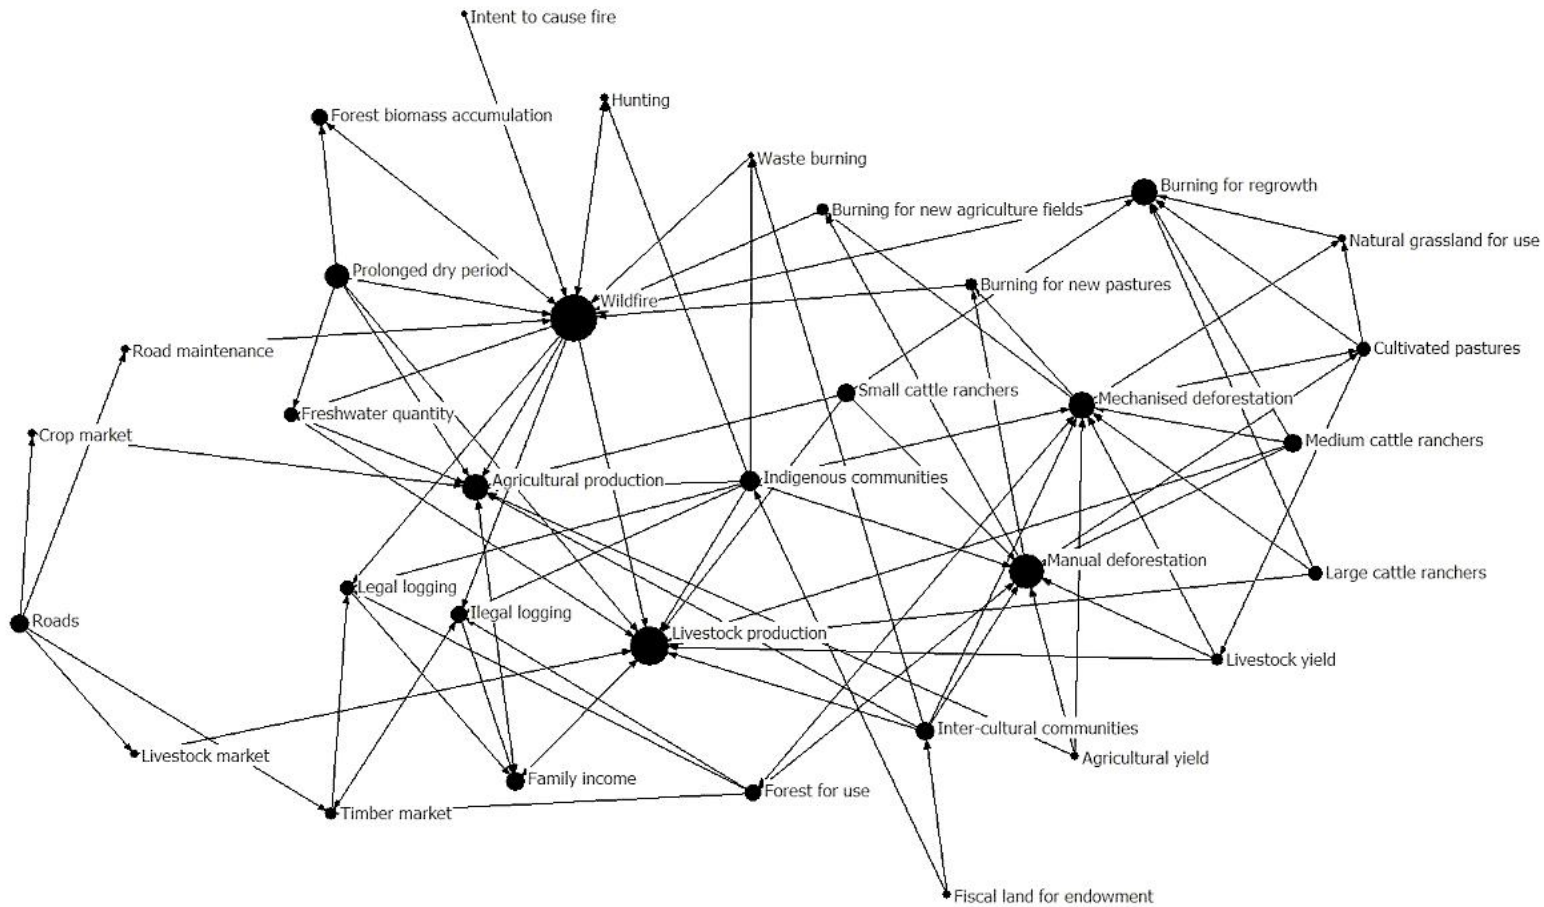 Intent to cause fire
Hunting
Forest biomass accumulation
Waste burning
Burning for regrowth
Burning for new agriculture fields
Natural grassland for use
Prolonged dry period
Burning for new pastures
Wildfire
Cultivated pastures
Road maintenance
Small cattle ranchers
Mechanised deforestation
Freshwater quantity
Crop market
Medium cattle ranchers
Indigenous communities
Agricultural production
Manual deforestation
Large cattle ranchers
Legal logging
Ilegal logging
Roads
Livestock production
Livestock yield
Inter-cultural communities
Livestock market
Agricultural yield
Family income
Forest for use
Timber market
Fiscal land for endowment